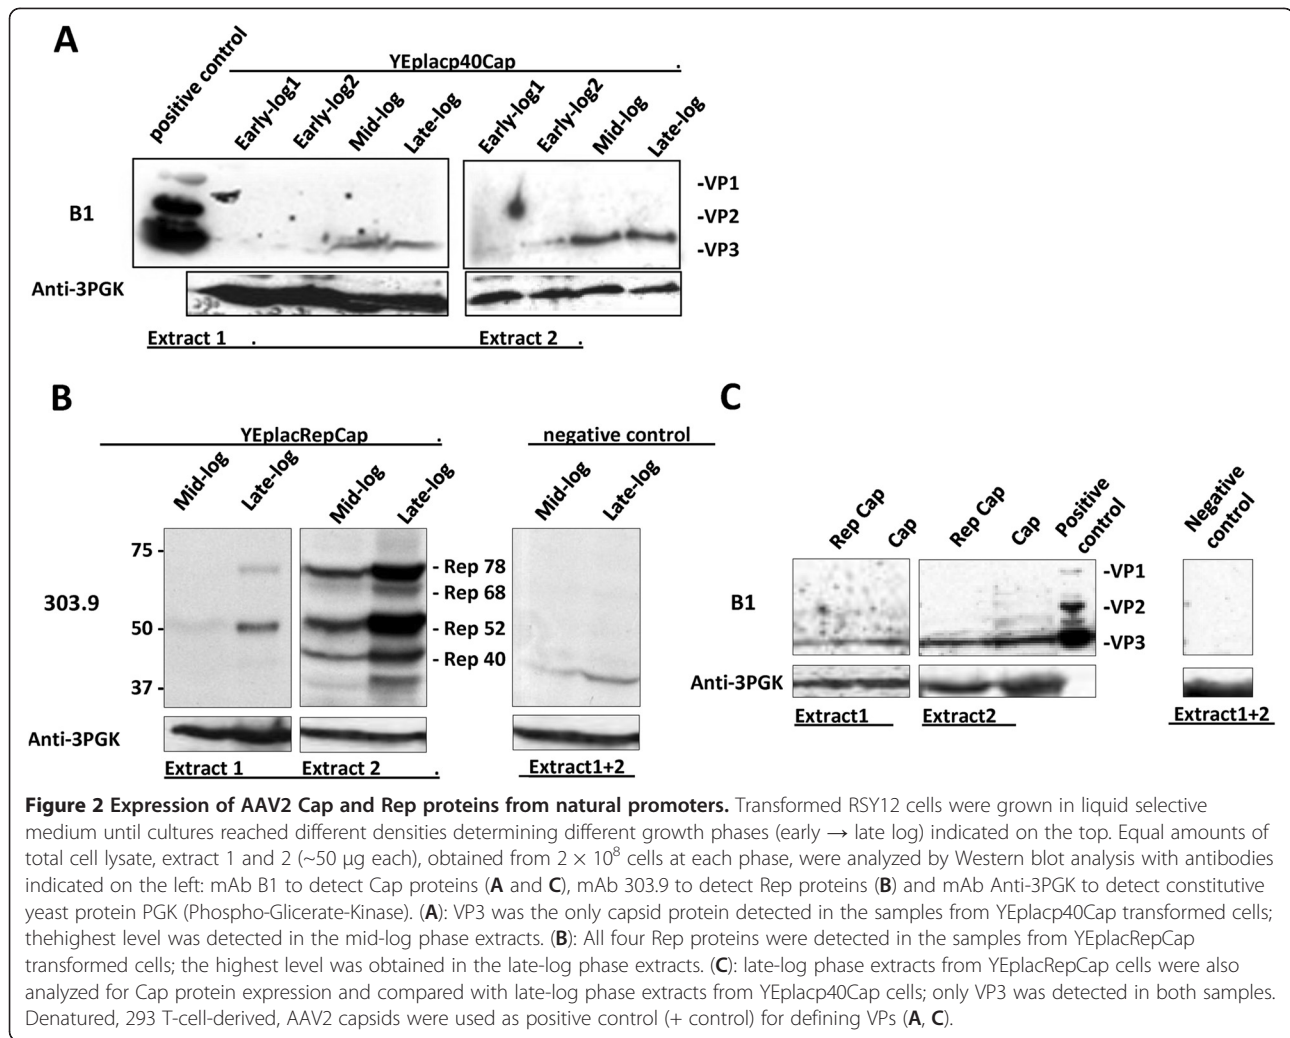 A
positive control
YEplacp40Cap .
Early-log1 Early-log2 Mid-log Late-log Early-log1 Early-log2 Mid-log Late-log
B1
-VP1
-VP2
-VP3
Anti-3PGK
Extract 1 . Extract 2 .
B
YEplacRepCap . negative control
Mid-log Late-log Mid-log Late-log Mid-log Late-log
303.9
75 -
50 -
37 -
- Rep 78
- Rep 68
- Rep 52
- Rep 40
Anti-3PGK
Extract 1 Extract 2 . Extract1+2
C
Rep Cap Cap Rep Cap Cap Positive control Negative control
B1
-VP1
-VP2
-VP3
Anti-3PGK
Extract1 Extract2 Extract1+2
Figure 2 Expression of AAV2 Cap and Rep proteins from natural promoters. Transformed RSY12 cells were grown in liquid selective
medium until cultures reached different densities determining different growth phases (early → late log) indicated on the top. Equal amounts of
total cell lysate, extract 1 and 2 (~50 μg each), obtained from 2 × 10⁸ cells at each phase, were analyzed by Western blot analysis with antibodies
indicated on the left: mAb B1 to detect Cap proteins (A and C), mAb 303.9 to detect Rep proteins (B) and mAb Anti-3PGK to detect constitutive
yeast protein PGK (Phospho-Glicerate-Kinase). (A): VP3 was the only capsid protein detected in the samples from YEplacp40Cap transformed cells;
thehighest level was detected in the mid-log phase extracts. (B): All four Rep proteins were detected in the samples from YEplacRepCap
transformed cells; the highest level was obtained in the late-log phase extracts. (C): late-log phase extracts from YEplacRepCap cells were also
analyzed for Cap protein expression and compared with late-log phase extracts from YEplacp40Cap cells; only VP3 was detected in both samples.
Denatured, 293 T-cell-derived, AAV2 capsids were used as positive control (+ control) for defining VPs (A, C).